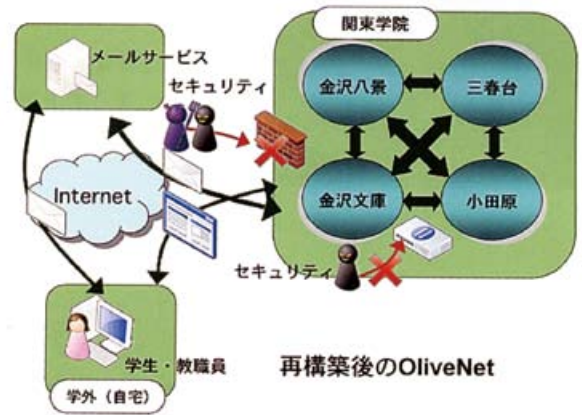 関東学院
メールサービス
セキュリティ
金沢八景
三春台
Internet
金沢文庫
小田原
セキュリティ
学生・教職員
学外（自宅）
再構築後のOliveNet